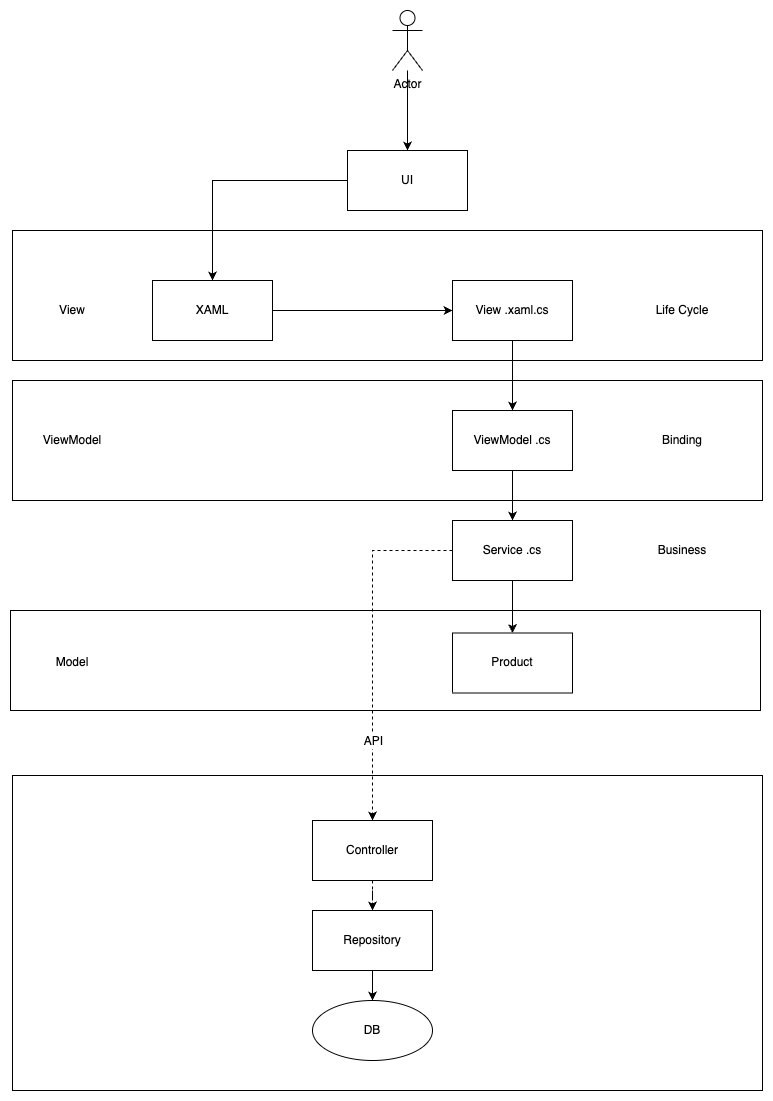 Actor
UI
View
XAML
View .xaml.cs
Life Cycle
ViewModel
ViewModel .cs
Binding
Service .cs
Business
Model
Product
API
Controller
Repository
DB